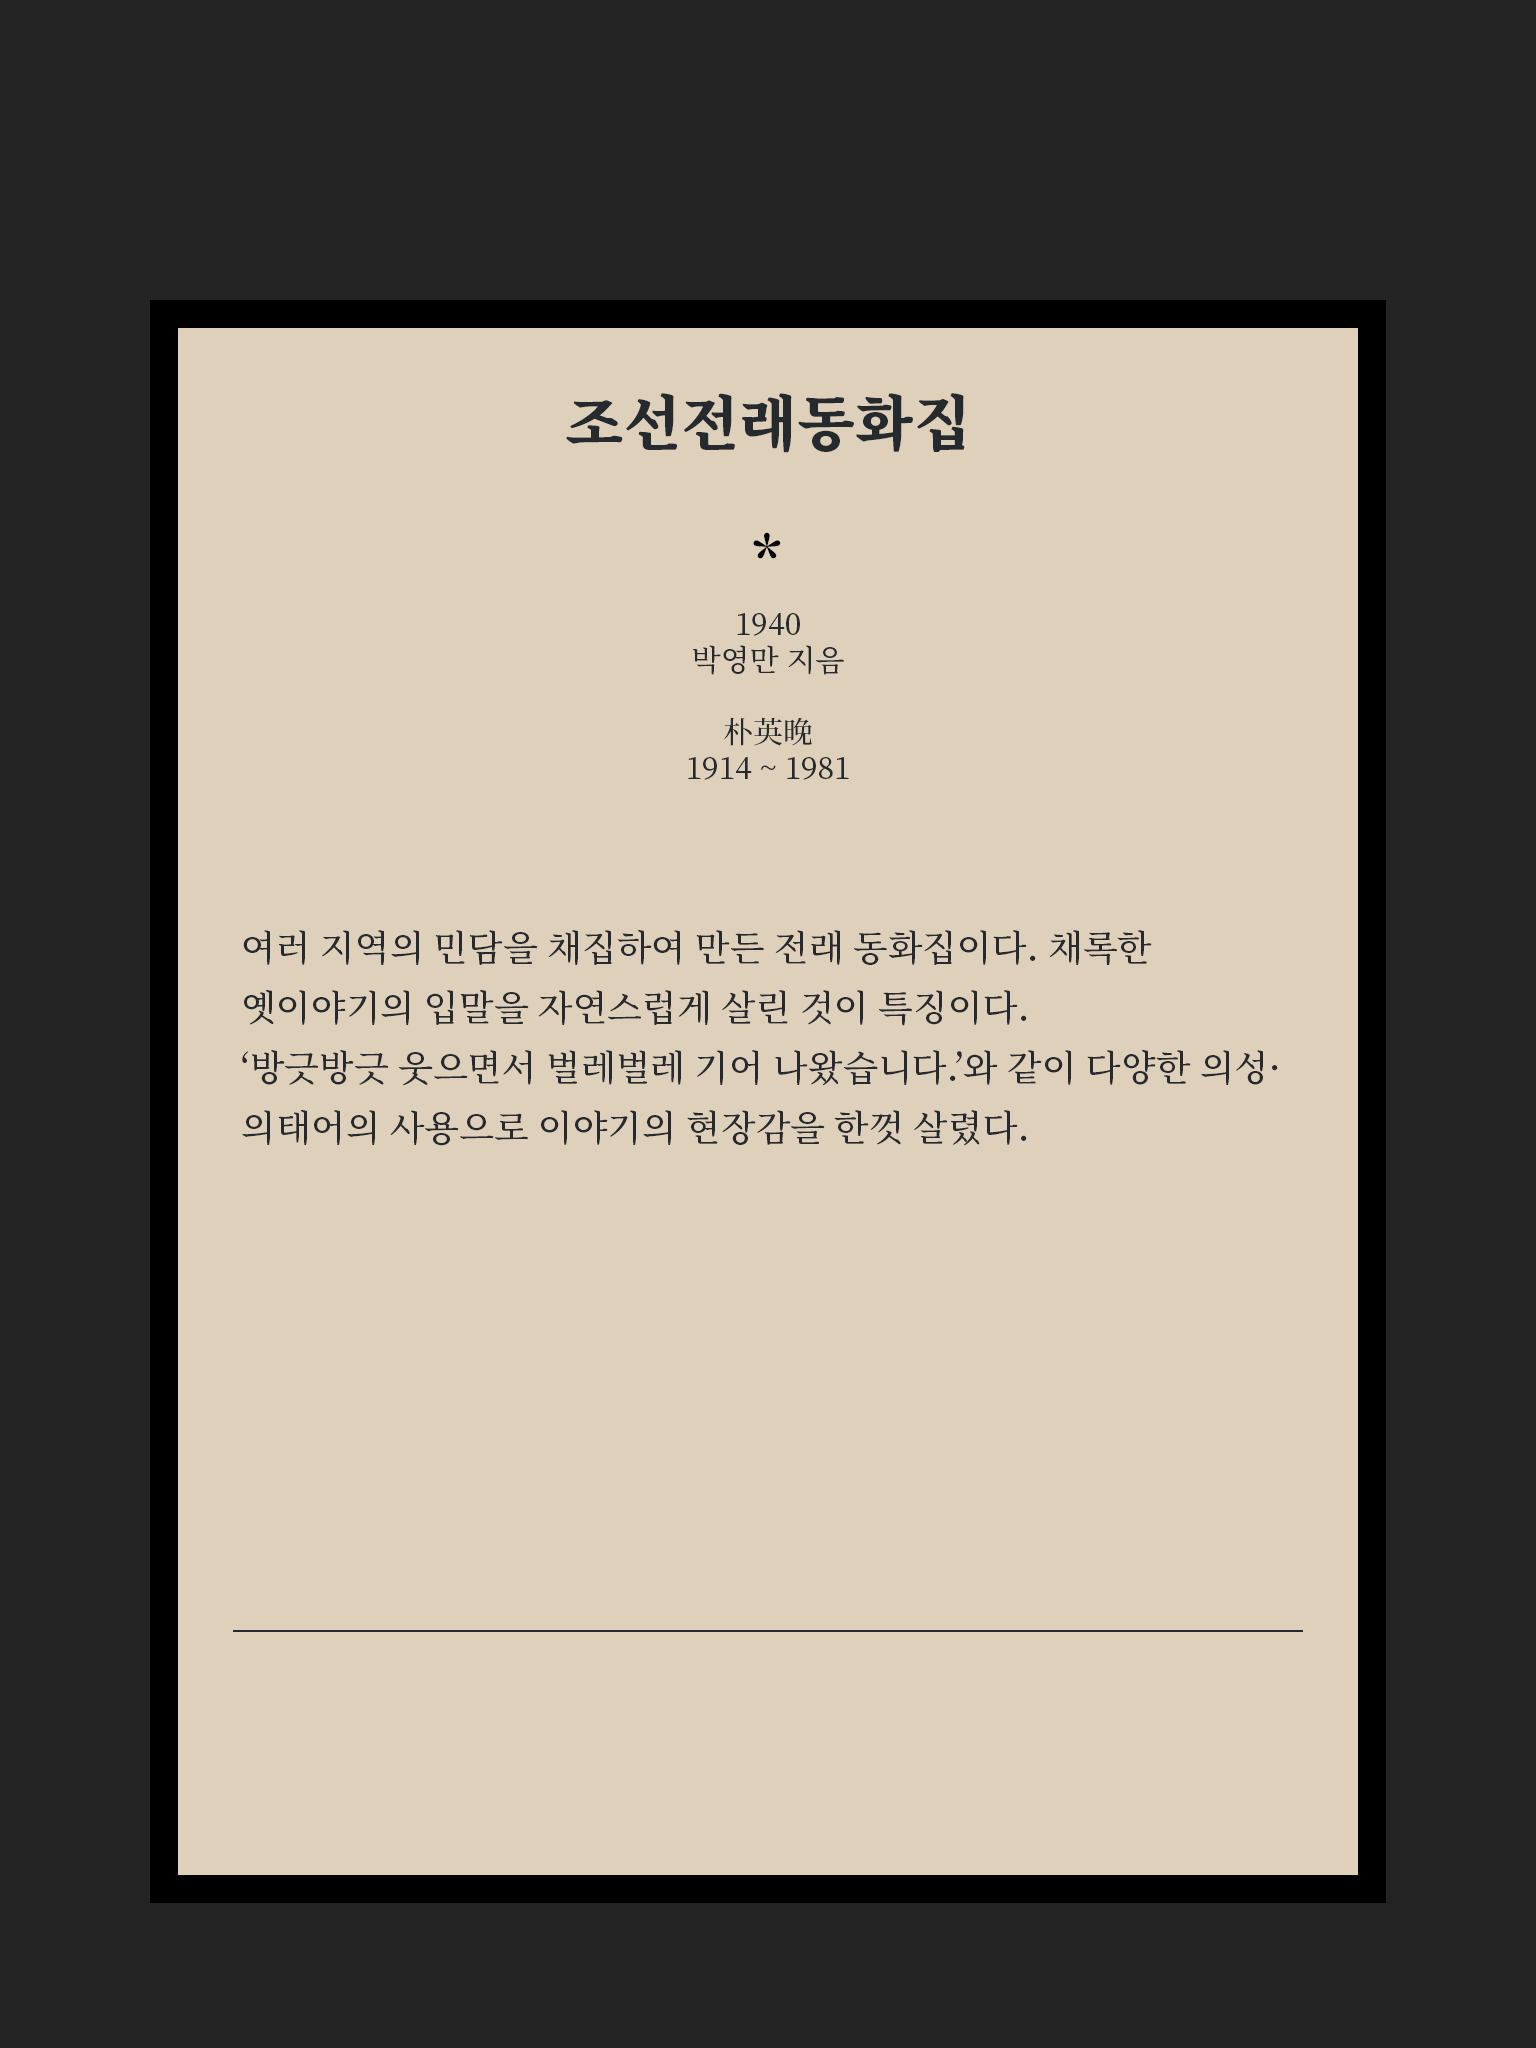 조선전래동화집
*
1940
박영만 지음
朴英晩
1914 ~ 1981
여러 지역의 민담을 채집하여 만든 전래 동화집이다. 채록한
옛이야기의 입말을 자연스럽게 살린 것이 특징이다.
‘방긋방긋 웃으면서 벌레벌레 기어 나왔습니다.’와 같이 다양한 의성·
의태어의 사용으로 이야기의 현장감을 한껏 살렸다.